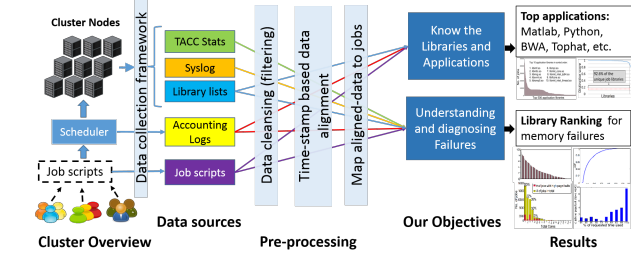 Cluster Nodes
Scheduler
Job scripts
Cluster Overview
Data collection framework
TACC Stats
Syslog
Library lists
Accounting
Logs
Job scripts
Data sources
Data cleansing (filtering)
Time-stamp based data
alignment
Map aligned-data to jobs
Pre-processing
Know the
Libraries and
Applications
Understanding
and diagnosing
Failures
Our Objectives
Top applications:
Matlab, Python,
BWA, Tophat, etc.
Library Ranking for
memory failures
Results